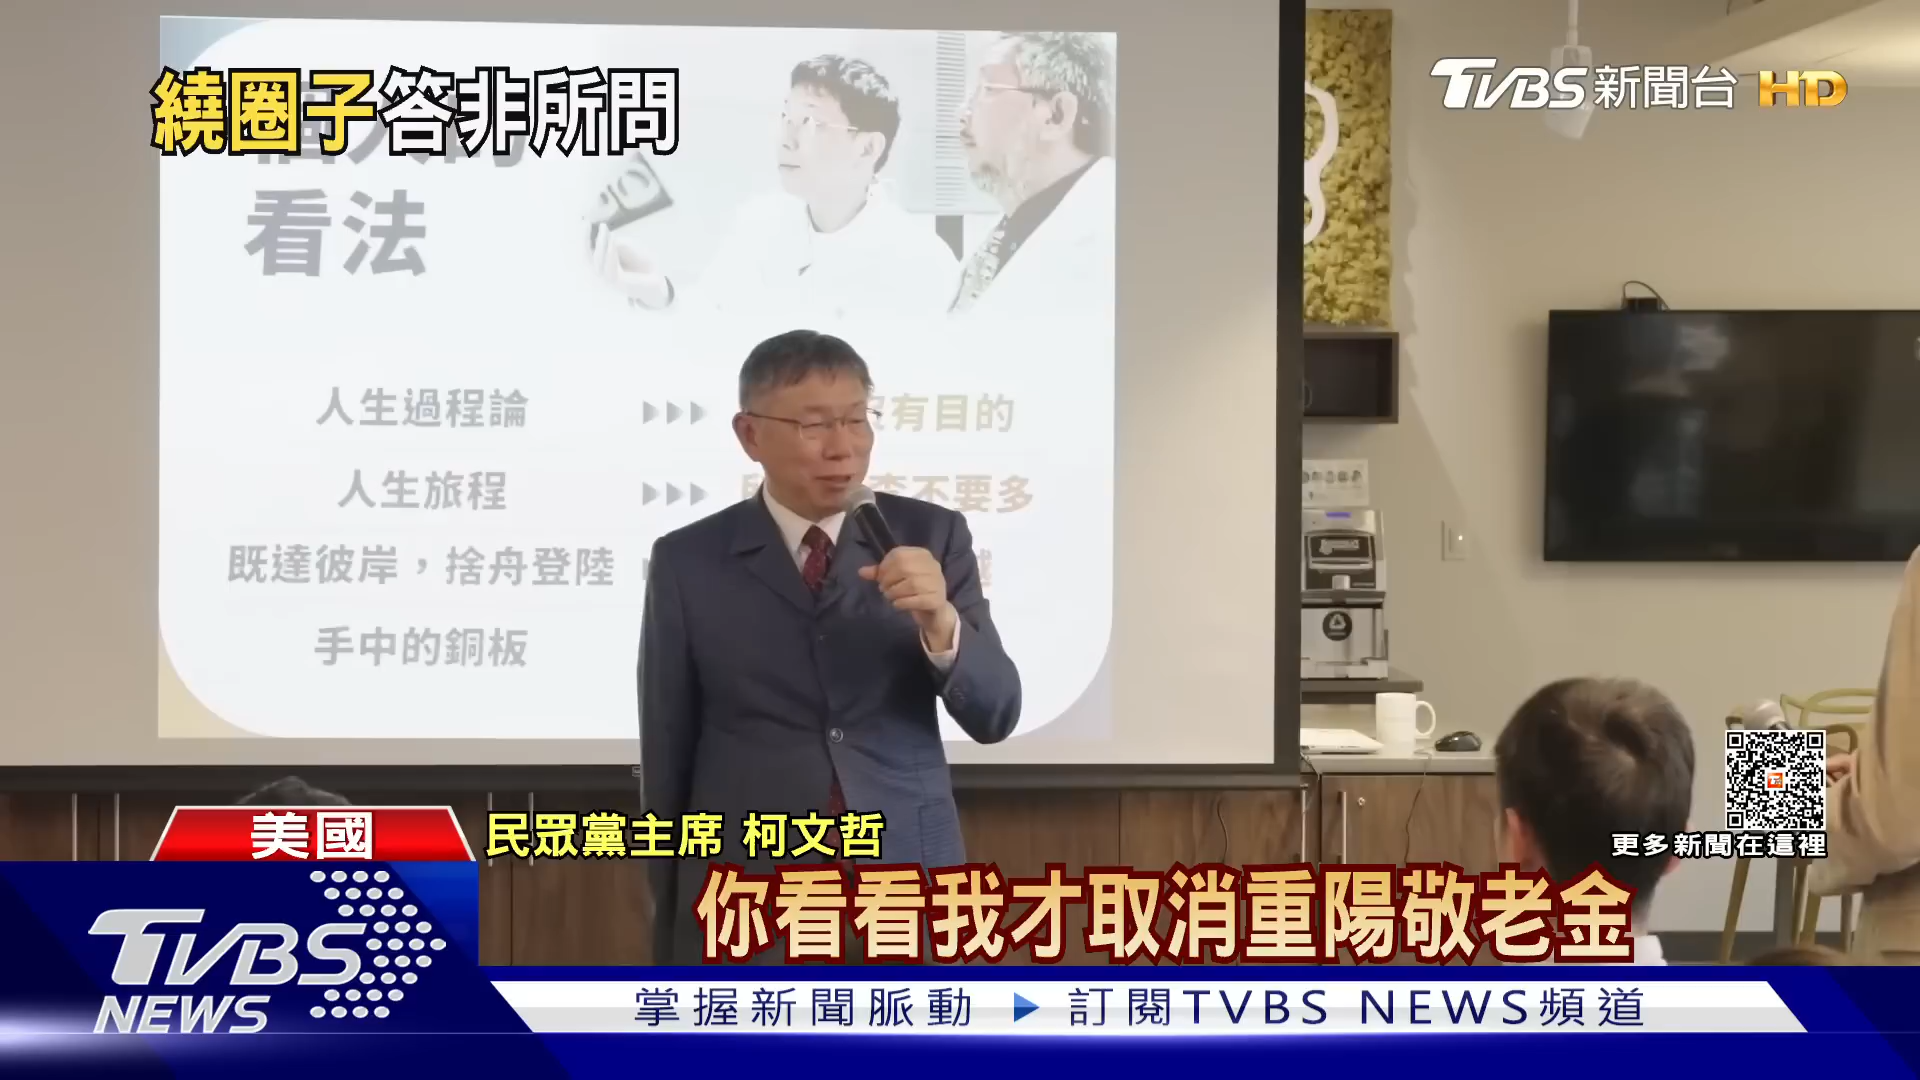 繞圈子答非所問
TVBS新聞台 HD
看法
人生過程論
有目的
人生旅程
不要多
既達彼岸，捨舟登陸
手中的銅板
美國
民眾黨主席 柯文哲
更多新聞在這裡
你看看我才取消重陽敬老金
TVBS
NEWS
掌握新聞脈動
訂閱TVBS NEWS頻道